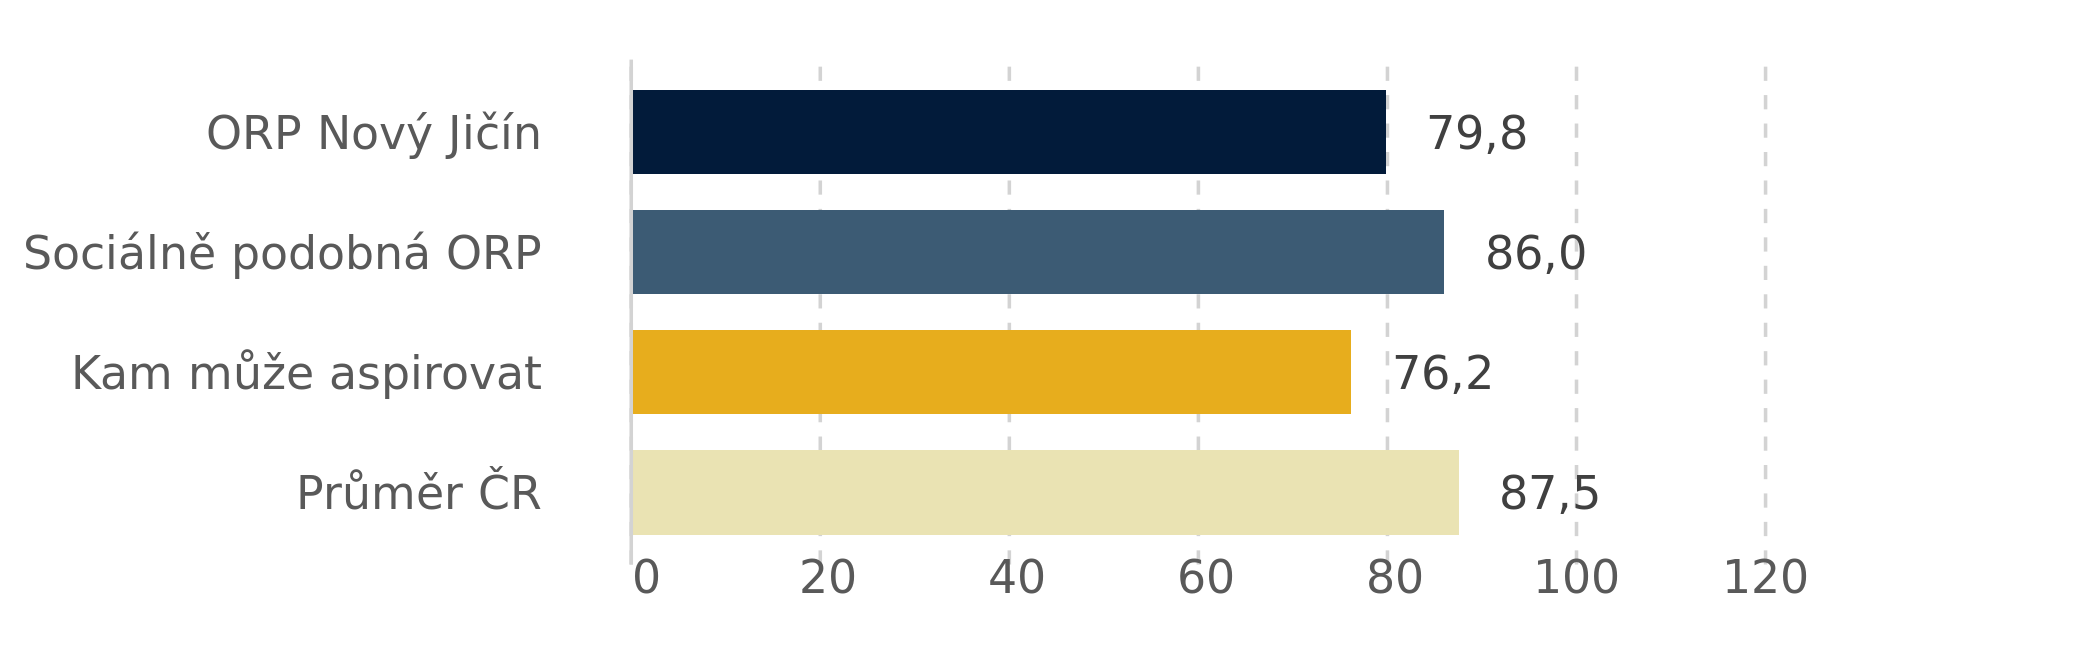 ORP Nový Jičín 79,8
Sociálně podobná ORP 86,0
Kam může aspirovat 76,2
Průměr ČR 87,5
0 20 40 60 80 100 120